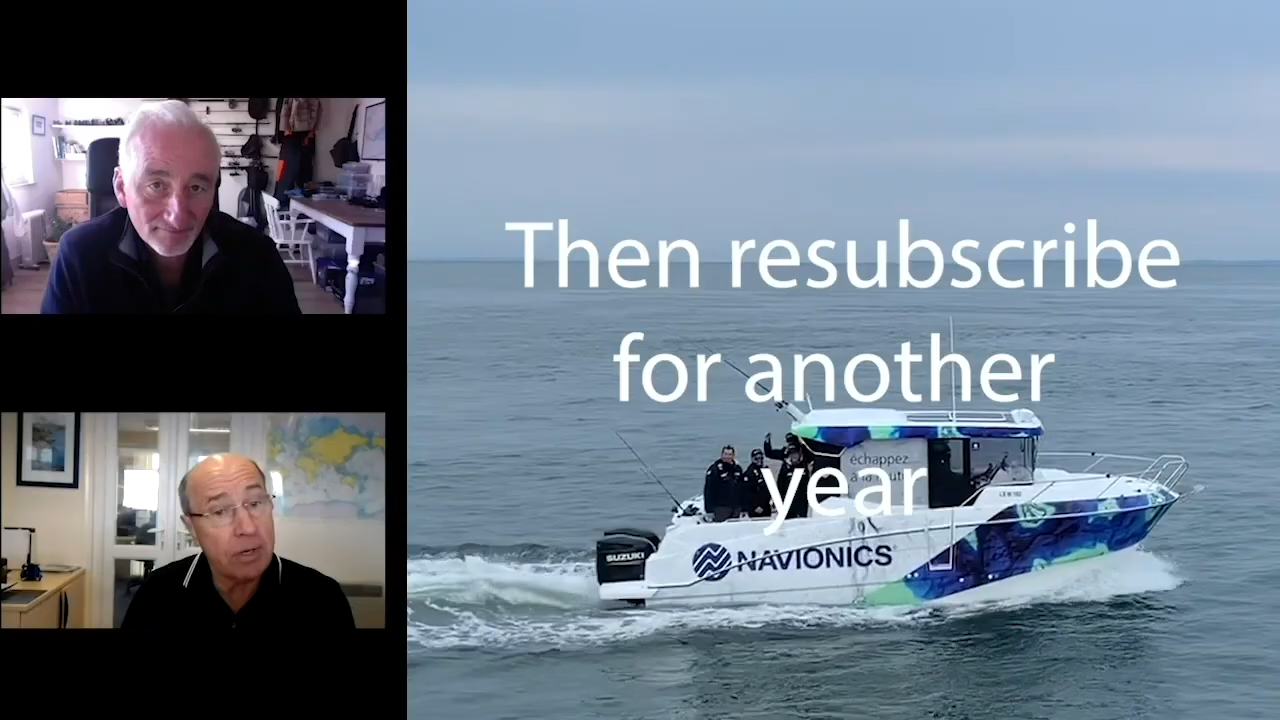 Then resubscribe
for another
year
échappez
SUZUKI
NAVIONICS